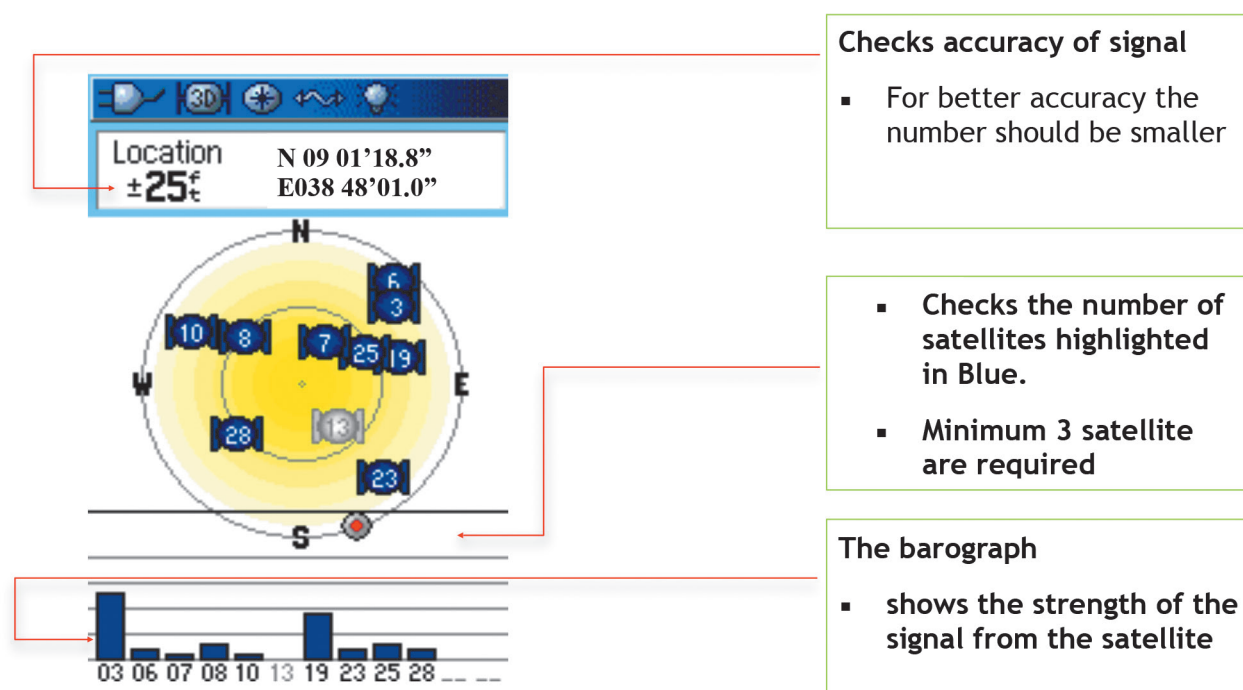 Checks accuracy of signal
▪ For better accuracy the
number should be smaller
3D
Location
±25ft
N 09 01’18.8”
E038 48’01.0”
N
6
3
10
8
7
25
19
W
E
28
13
23
S
▪ Checks the number of
satellites highlighted
in Blue.
▪ Minimum 3 satellite
are required
The barograph
▪ shows the strength of the
signal from the satellite
03 06 07 08 10 13 19 23 25 28 __ __